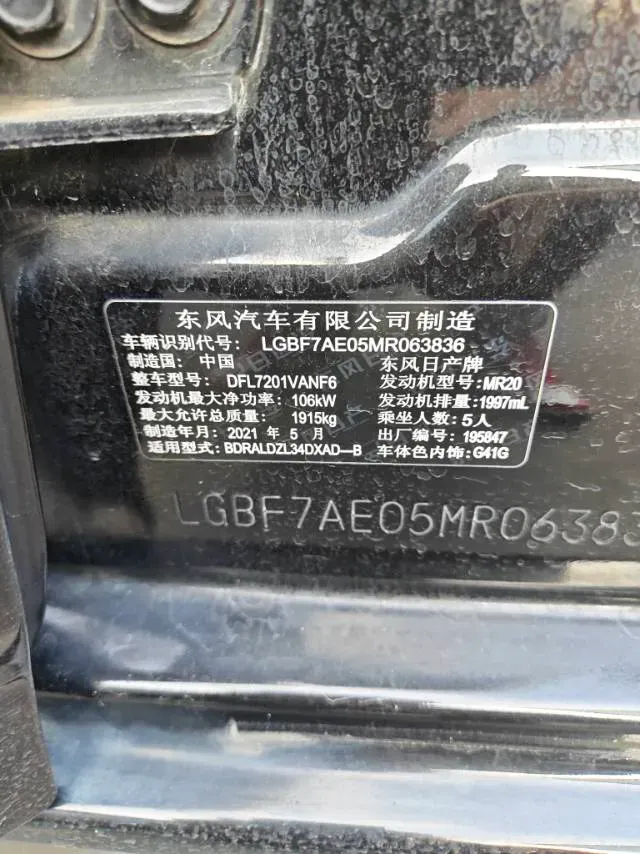 东风汽车有限公司制造
车辆识别代号： LGBF7AE05MR063836
制造国： 中国 东风日产牌
整车型号： DFL7201VANF6 发动机型号：MR20
发动机最大净功率： 106kW 发动机排量：1997mL
最大允许总质量： 1915kg 乘坐人数：5人
制造年月：2021 年 5 月 出厂编号：195847
适用型式：BDRALDZL34DXAD—B 车体色内饰：G41G
LGBF7AE05MR06383